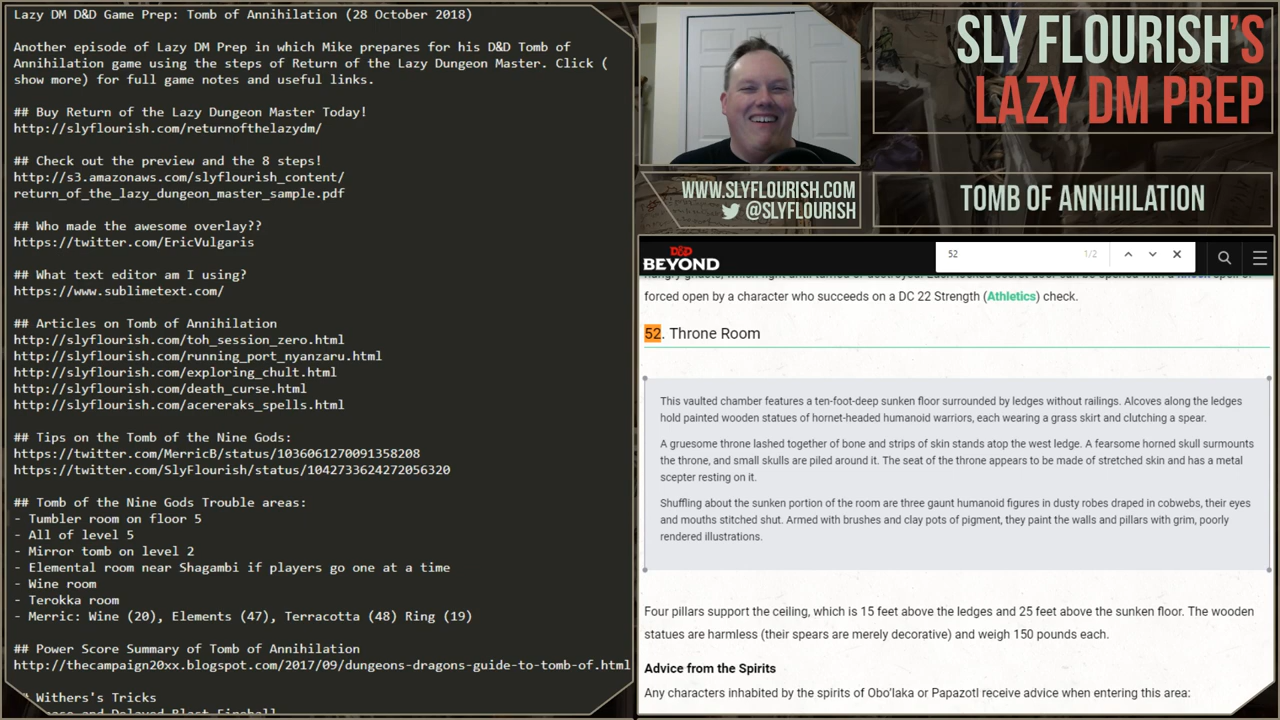 Lazy DM D&D Game Prep: Tomb of Annihilation (28 October 2018)
Another episode of Lazy DM Prep in which Mike prepares for his D&D Tomb of
Annihilation game using the steps of Return of the Lazy Dungeon Master. Click (
show more) for full game notes and useful links.
## Buy Return of the Lazy Dungeon Master Today!
http://slyflourish.com/returnofthelazydm/
## Check out the preview and the 8 steps!
http://s3.amazonaws.com/slyflourish_content/
return_of_the_lazy_dungeon_master_sample.pdf
## Who made the awesome overlay??
https://twitter.com/EricVulgaris
## What text editor am I using?
https://www.sublimetext.com/
## Articles on Tomb of Annihilation
http://slyflourish.com/toh_session_zero.html
http://slyflourish.com/running_port_nyanzaru.html
http://slyflourish.com/exploring_chult.html
http://slyflourish.com/death_curse.html
http://slyflourish.com/acereraks_spells.html
## Tips on the Tomb of the Nine Gods:
https://twitter.com/MerricB/status/1036061270091358208
https://twitter.com/SlyFlourish/status/1042733624272056320
## Tomb of the Nine Gods Trouble areas:
- Tumbler room on floor 5
- All of level 5
- Mirror tomb on level 2
- Elemental room near Shagambi if players go one at a time
- Wine room
- Terokka room
- Merric: Wine (20), Elements (47), Terracotta (48) Ring (19)
## Power Score Summary of Tomb of Annihilation
http://thecampaign20xx.blogspot.com/2017/09/dungeons-dragons-guide-to-tomb-of.html
Withers's Tricks
and Delayed Blast Fireball
SLY FLOURISH'S
LAZY DM PREP
WWW.SLYFLOURISH.COM
@SLYFLOURISH
TOMB OF ANNIHILATION
D&D
BEYOND
52
1/2
forced open by a character who succeeds on a DC 22 Strength (Athletics) check.
52. Throne Room
This vaulted chamber features a ten-foot-deep sunken floor surrounded by ledges without railings. Alcoves along the ledges
hold painted wooden statues of hornet-headed humanoid warriors, each wearing a grass skirt and clutching a spear.
A gruesome throne lashed together of bone and strips of skin stands atop the west ledge. A fearsome horned skull surmounts
the throne, and small skulls are piled around it. The seat of the throne appears to be made of stretched skin and has a metal
scepter resting on it.
Shuffling about the sunken portion of the room are three gaunt humanoid figures in dusty robes draped in cobwebs, their eyes
and mouths stitched shut. Armed with brushes and clay pots of pigment, they paint the walls and pillars with grim, poorly
rendered illustrations.
Four pillars support the ceiling, which is 15 feet above the ledges and 25 feet above the sunken floor. The wooden
statues are harmless (their spears are merely decorative) and weigh 150 pounds each.
Advice from the Spirits
Any characters inhabited by the spirits of Obo'laka or Papazotl receive advice when entering this area: